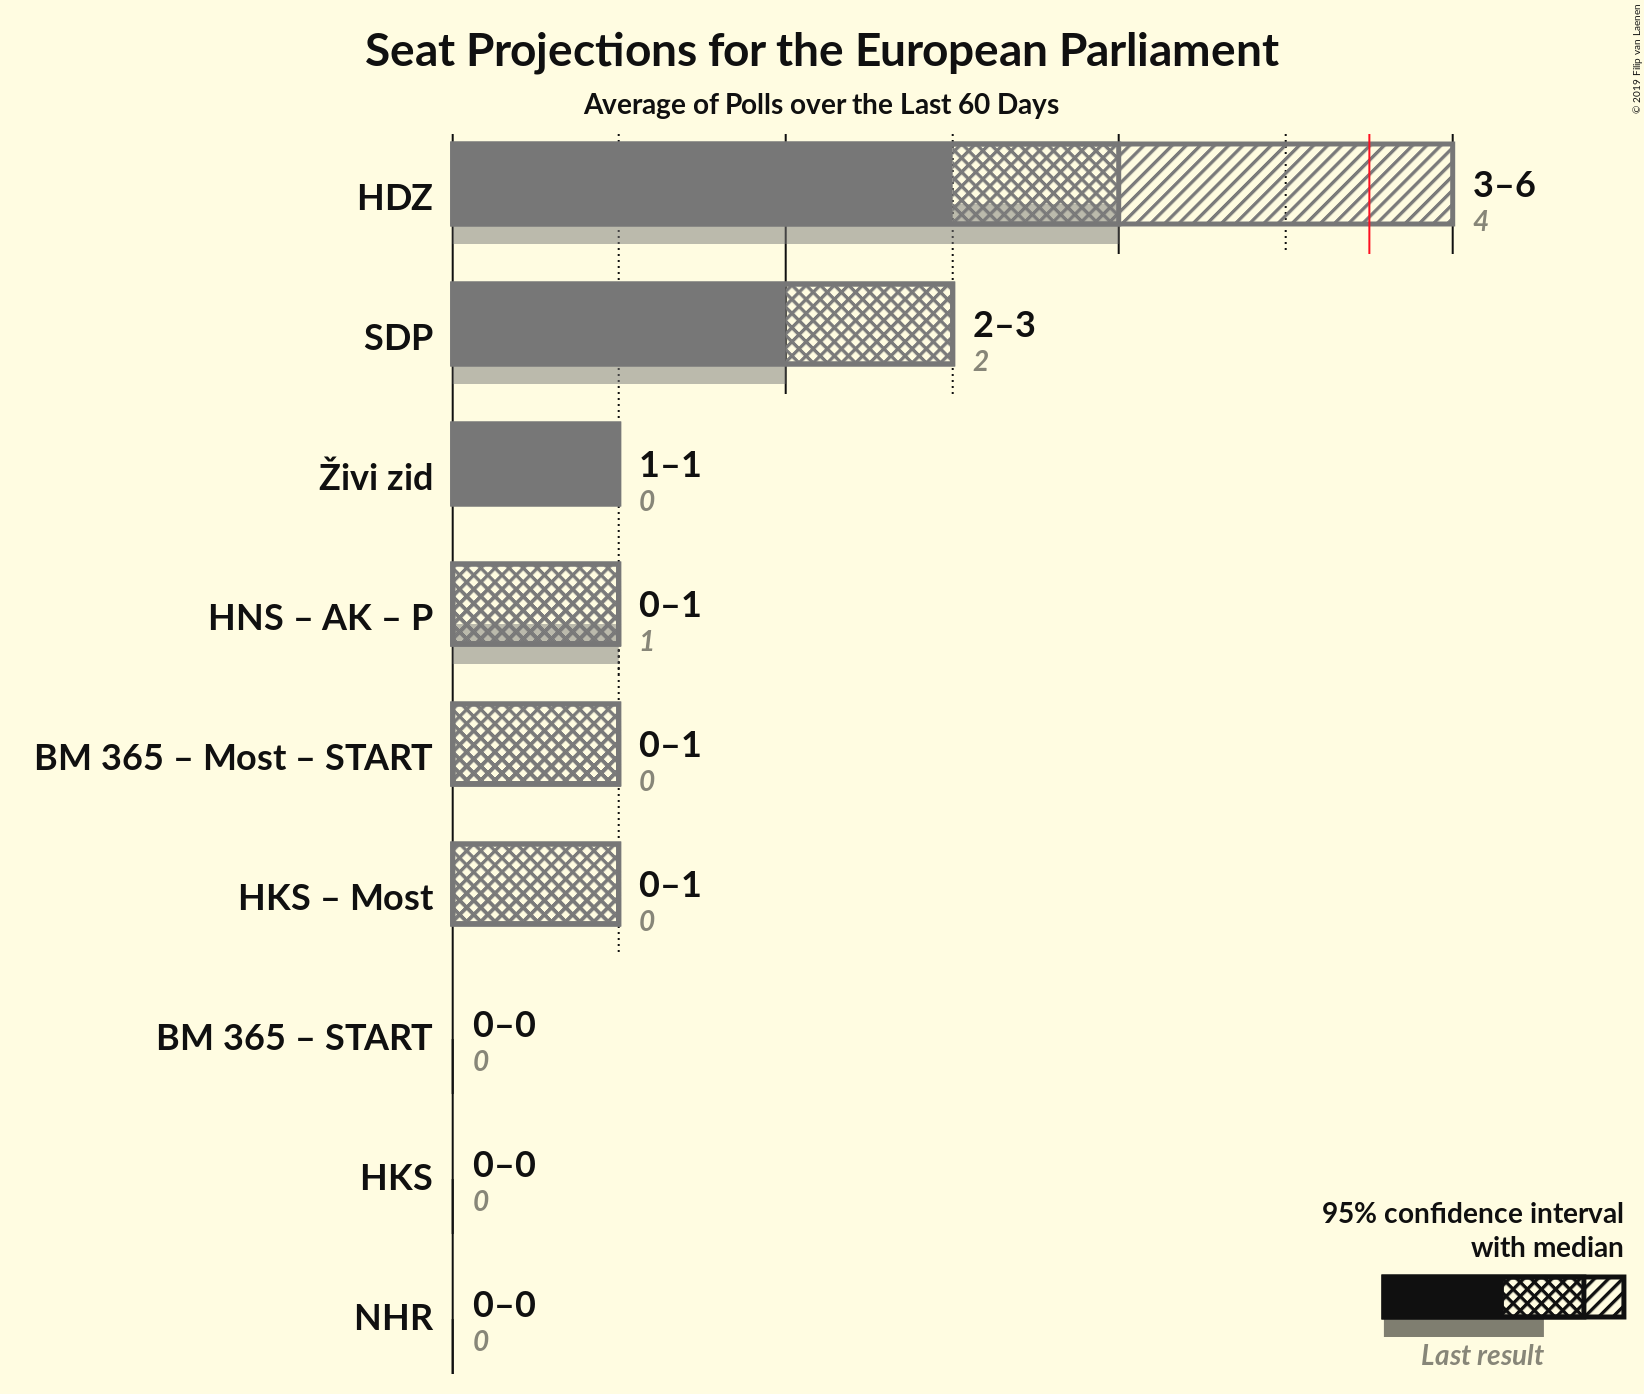 Seat Projections for the European Parliament
Average of Polls over the Last 60 Days
© 2019 Filip van Laenen
HDZ
3–6
4
SDP
2–3
2
Živi zid
1–1
0
HNS – AK – P
0–1
1
BM 365 – Most – START
0–1
0
HKS – Most
0–1
0
BM 365 – START
0–0
0
HKS
0–0
0
NHR
0–0
0
95% confidence interval
with median
Last result